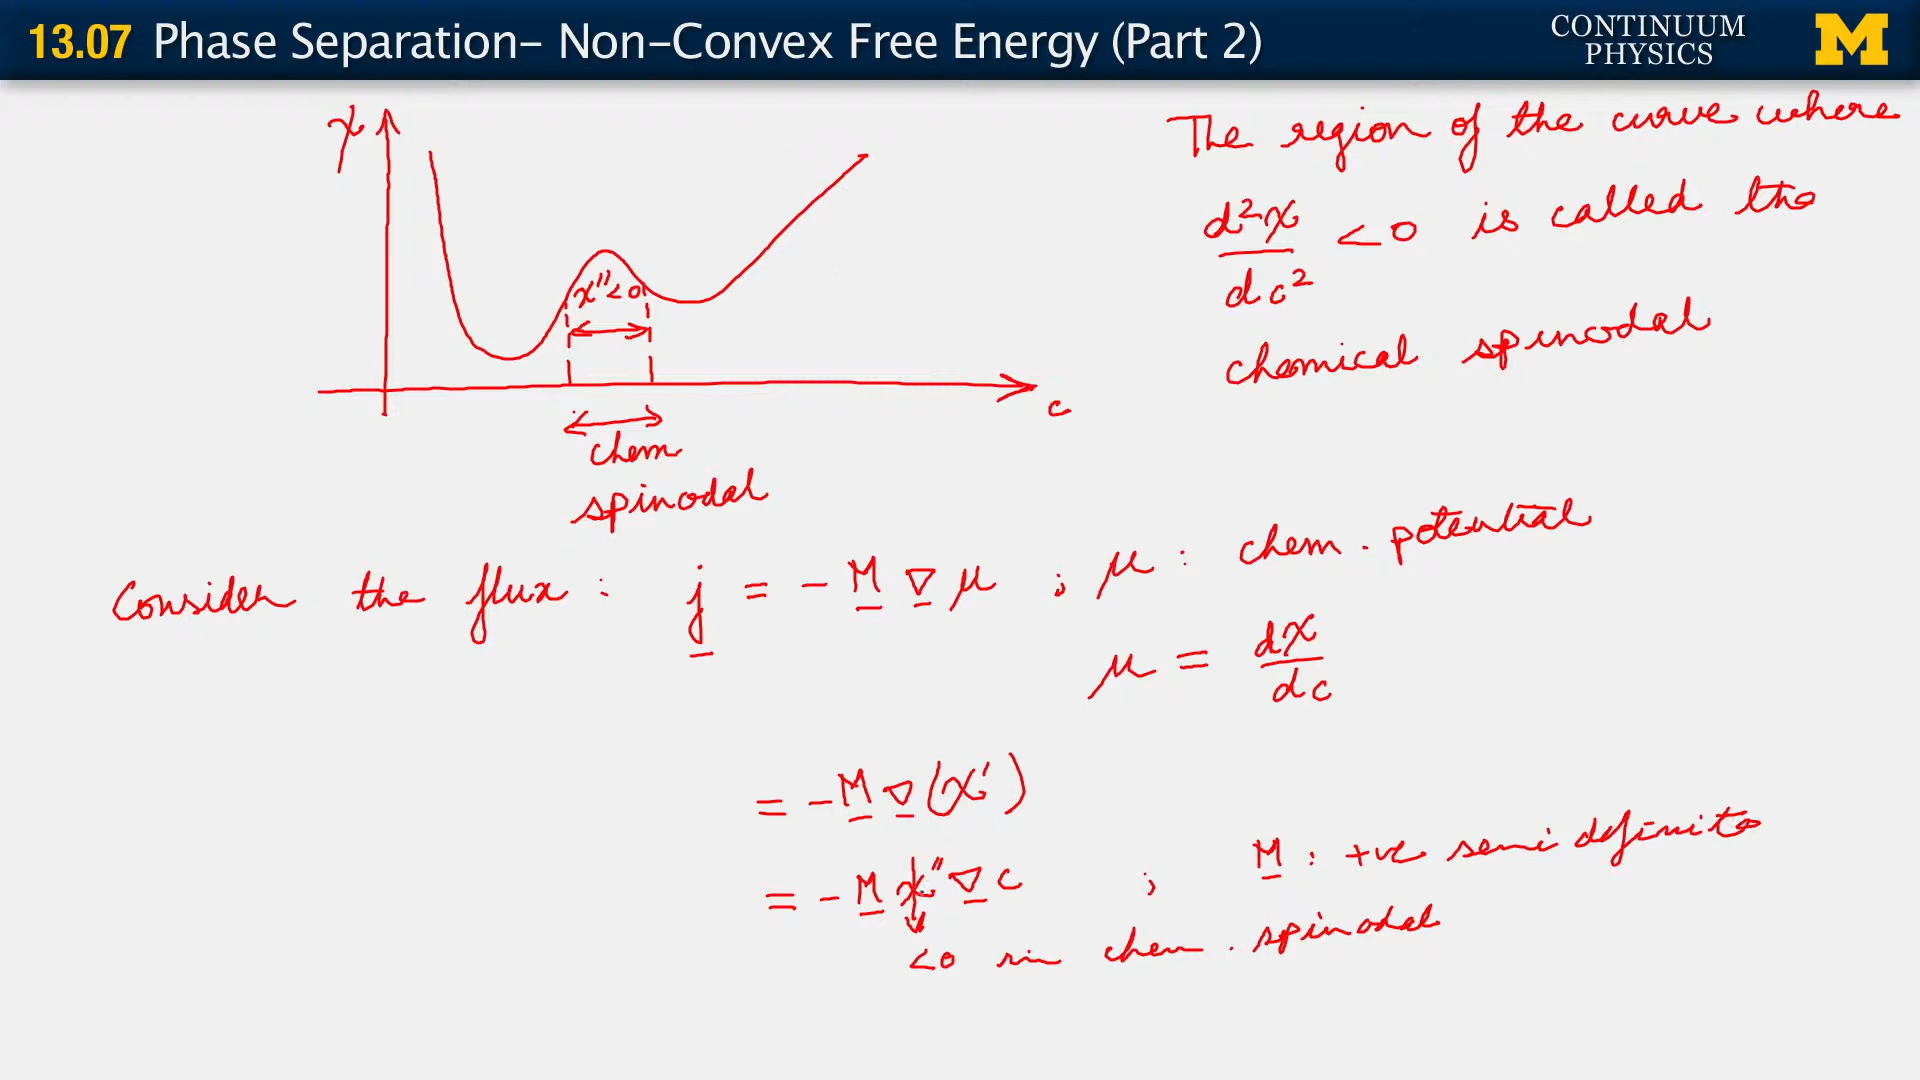 13.07 Phase Separation– Non–Convex Free Energy (Part 2)
CONTINUUM
PHYSICS
M
χ
χ''<0
c
chem
spinodal
The region of the curve where
d²χ/dc² <0 is called the
chemical spinodal
Consider the flux : j = - M ∇ μ ; μ : chem. potential
μ = dχ/dc
= -M ∇(χ')
= - M χ'' ∇ c ; M : +ve semi definite
<0 in chem. spinodal